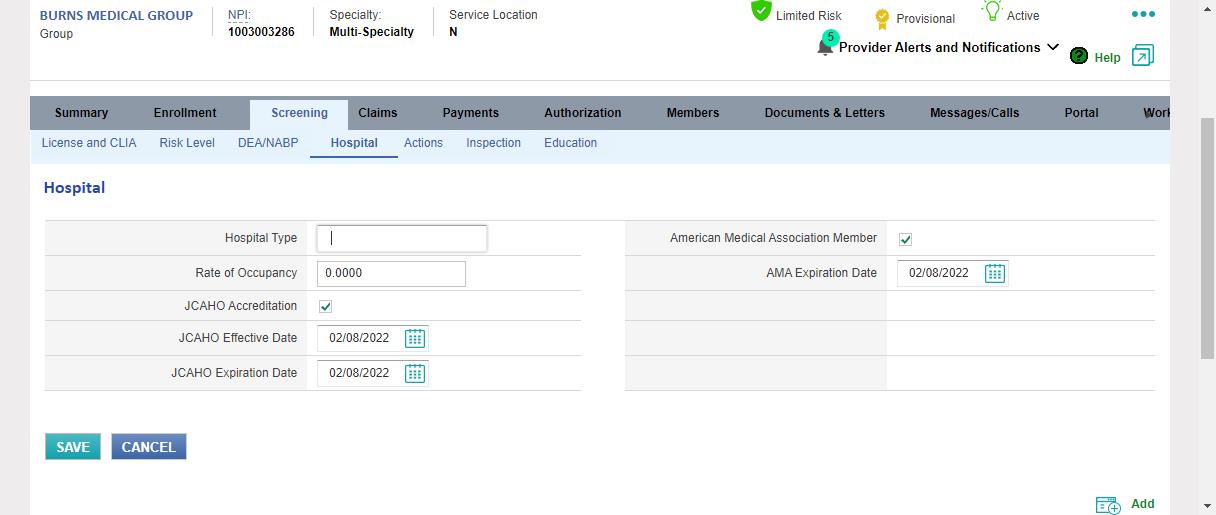 BURNS MEDICAL GROUP
Group
NPI:
1003003286
Specialty:
Multi-Specialty
Service Location
N
Limited Risk
Provisional
Active
5
Provider Alerts and Notifications
? Help
Summary Enrollment Screening Claims Payments Authorization Members Documents & Letters Messages/Calls Portal Work
License and CLIA Risk Level DEA/NABP Hospital Actions Inspection Education
Hospital
Hospital Type
American Medical Association Member
Rate of Occupancy 0.0000
AMA Expiration Date 02/08/2022
JCAHO Accreditation
JCAHO Effective Date 02/08/2022
JCAHO Expiration Date 02/08/2022
SAVE CANCEL
Add